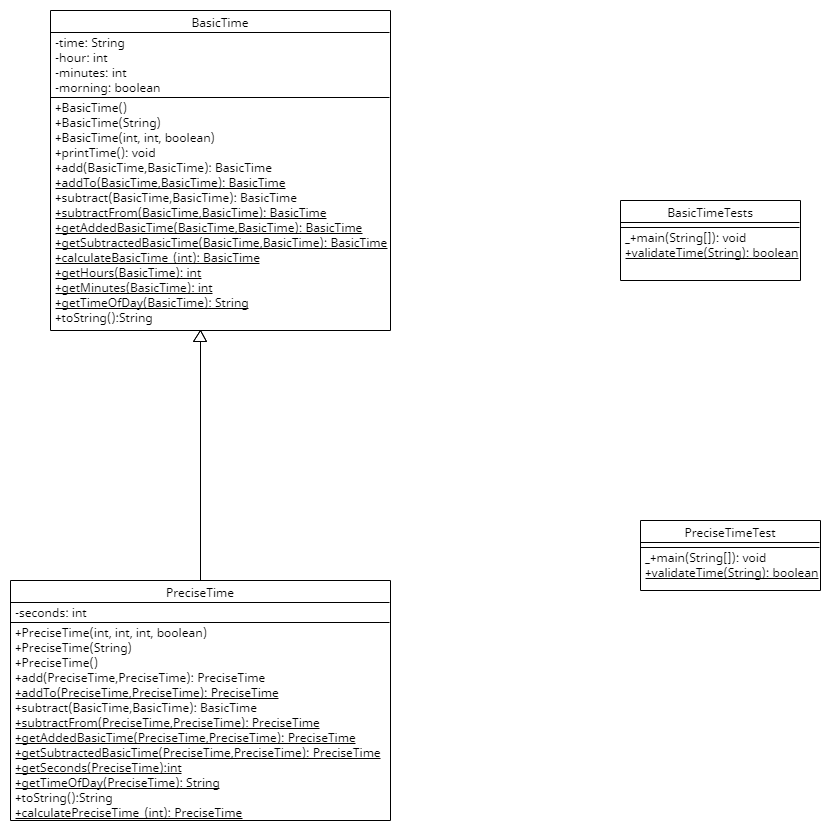 BasicTime
-time: String
-hour: int
-minutes: int
-morning: boolean
+BasicTime()
+BasicTime(String)
+BasicTime(int, int, boolean)
+printTime(): void
+add(BasicTime,BasicTime): BasicTime
+addTo(BasicTime,BasicTime): BasicTime
+subtract(BasicTime,BasicTime): BasicTime
+subtractFrom(BasicTime,BasicTime): BasicTime
+getAddedBasicTime(BasicTime,BasicTime): BasicTime
+getSubtractedBasicTime(BasicTime,BasicTime): BasicTime
+calculateBasicTime_(int): BasicTime
+getHours(BasicTime): int
+getMinutes(BasicTime): int
+getTimeOfDay(BasicTime): String
+toString():String
BasicTimeTests
_+main(String[]): void
+validateTime(String): boolean
PreciseTimeTest
_+main(String[]): void
+validateTime(String): boolean
PreciseTime
-seconds: int
+PreciseTime(int, int, int, boolean)
+PreciseTime(String)
+PreciseTime()
+add(PreciseTime,PreciseTime): PreciseTime
+addTo(PreciseTime,PreciseTime): PreciseTime
+subtract(BasicTime,BasicTime): BasicTime
+subtractFrom(PreciseTime,PreciseTime): PreciseTime
+getAddedBasicTime(PreciseTime,PreciseTime): PreciseTime
+getSubtractedBasicTime(PreciseTime,PreciseTime): PreciseTime
+getSeconds(PreciseTime):int
+getTimeOfDay(PreciseTime): String
+toString():String
+calculatePreciseTime_(int): PreciseTime